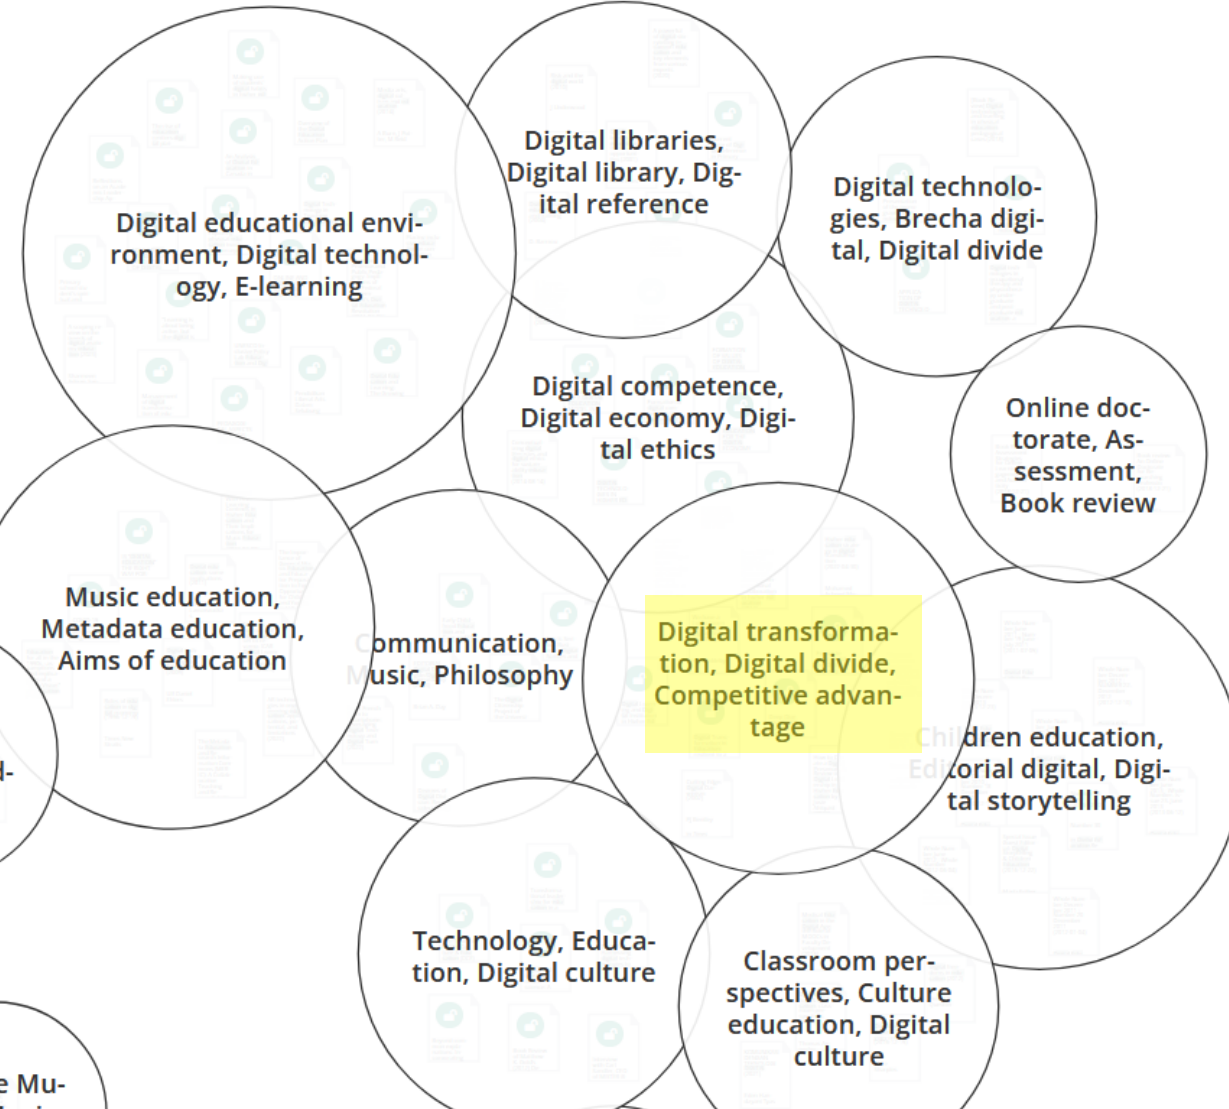 Digital libraries,
Digital library, Dig-
ital reference
Digital technolo-
gies, Brecha digi-
tal, Digital divide
Digital educational envi-
ronment, Digital technol-
ogy, E-learning
Digital competence,
Digital economy, Digi-
tal ethics
Online doc-
torate, As-
sessment,
Book review
Music education,
Metadata education,
Aims of education
Communication,
Music, Philosophy
Digital transforma-
tion, Digital divide,
Competitive advan-
tage
Children education,
Editorial digital, Digi-
tal storytelling
d-
Technology, Educa-
tion, Digital culture
Classroom per-
spectives, Culture
education, Digital
culture
e Mu-